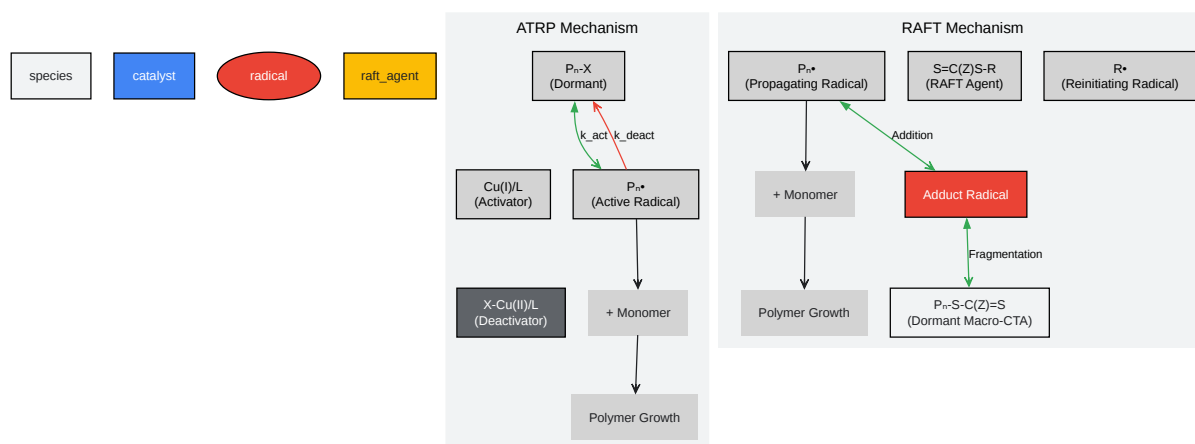 species
catalyst
radical
raft_agent
ATRP Mechanism
Pₙ-X
(Dormant)
k_act
k_deact
Cu(I)/L
(Activator)
Pₙ•
(Active Radical)
X-Cu(II)/L
(Deactivator)
+ Monomer
Polymer Growth
RAFT Mechanism
Pₙ•
(Propagating Radical)
S=C(Z)S-R
(RAFT Agent)
R•
(Reinitiating Radical)
Addition
+ Monomer
Adduct Radical
Fragmentation
Polymer Growth
Pₙ-S-C(Z)=S
(Dormant Macro-CTA)